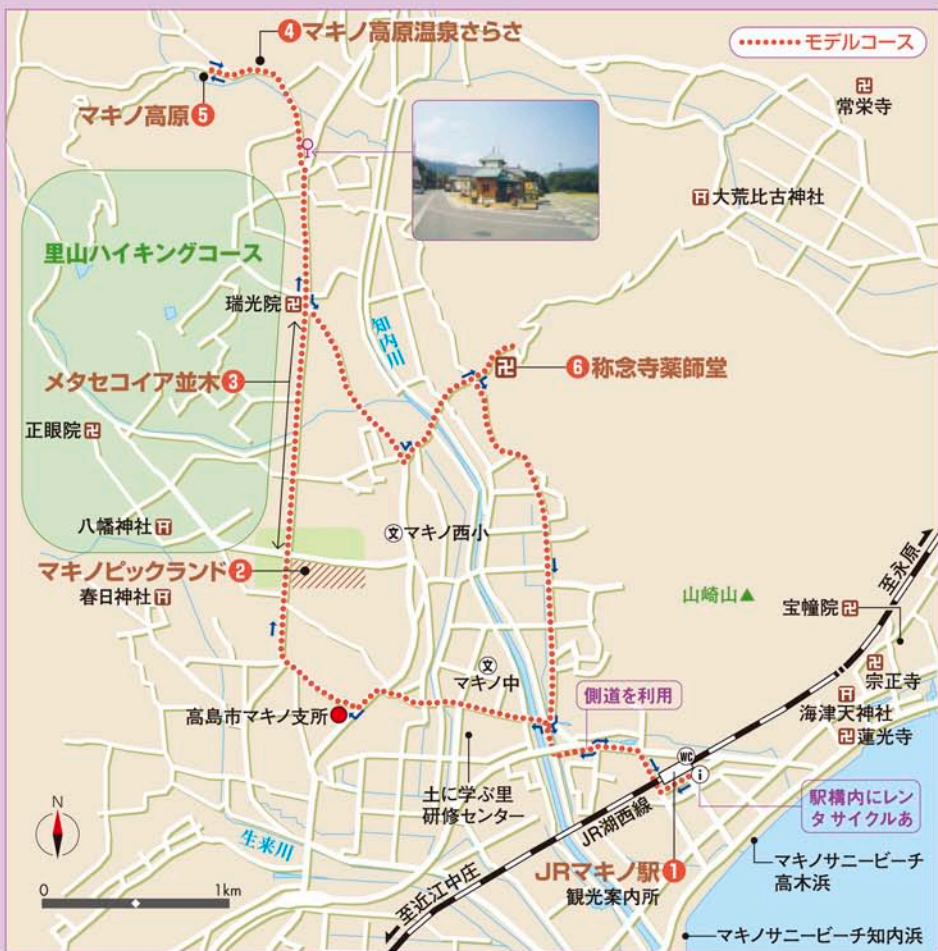 ④マキノ高原温泉さらさ
モデルコース
マキノ高原⑤
卍
常栄寺
大荒比古神社
里山ハイキングコース
瑞光院卍
知内川
卍
⑥称念寺薬師堂
メタセコイア並木③
正眼院卍
八幡神社
文マキノ西小
マキノピックランド②
春日神社
山崎山▲
至永原
宝幢院卍
卍
宗正寺
文
マキノ中
側道を利用
海津天神社
卍蓮光寺
高島市マキノ支所
WC
i
土に学ぶ里
研修センター
駅構内にレン
タサイクルあ
N
生来川
JR湖西線
JRマキノ駅①
観光案内所
マキノサニービーチ
高木浜
0 1km
至近江中庄
マキノサニービーチ知内浜